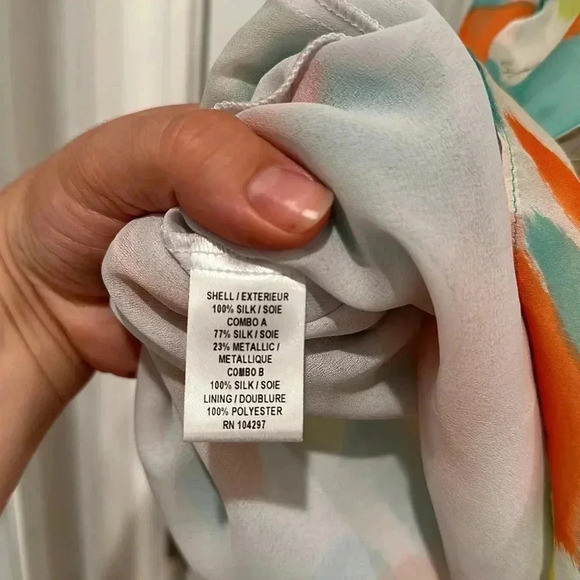 SHELL / EXTERIEUR
100% SILK / SOIE
COMBO A
77% SILK / SOIE
23% METALLIC /
METALLIQUE
COMBO B
100% SILK / SOIE
LINING / DOUBLURE
100% POLYESTER
RN 104297